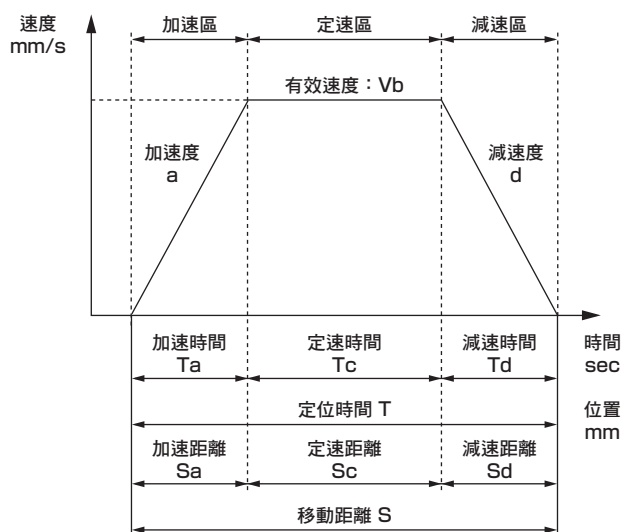 速度
mm/s
加速區
定速區
減速區
有效速度：Vb
加速度
a
減速度
d
加速時間
Ta
定速時間
Tc
減速時間
Td
時間
sec
定位時間 T
位置
mm
加速距離
Sa
定速距離
Sc
減速距離
Sd
移動距離 S